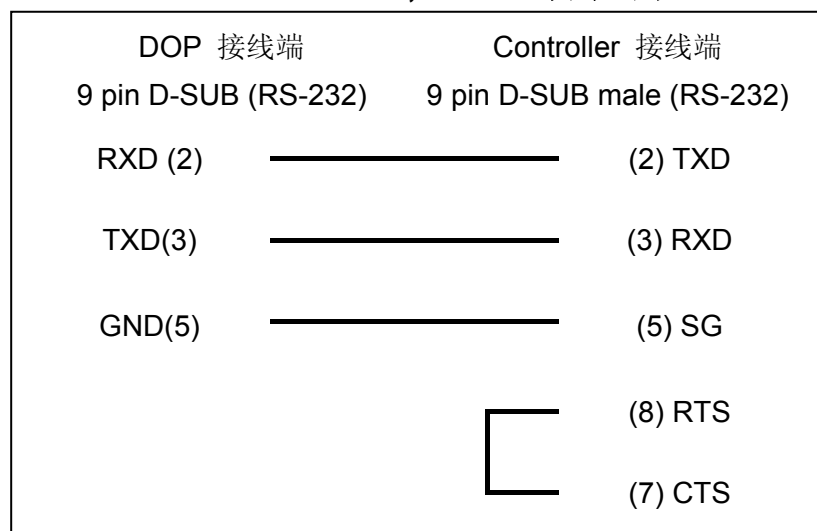 DOP 接线端 Controller 接线端
9 pin D-SUB (RS-232) 9 pin D-SUB male (RS-232)
RXD (2) (2) TXD
TXD(3) (3) RXD
GND(5) (5) SG
(8) RTS
(7) CTS